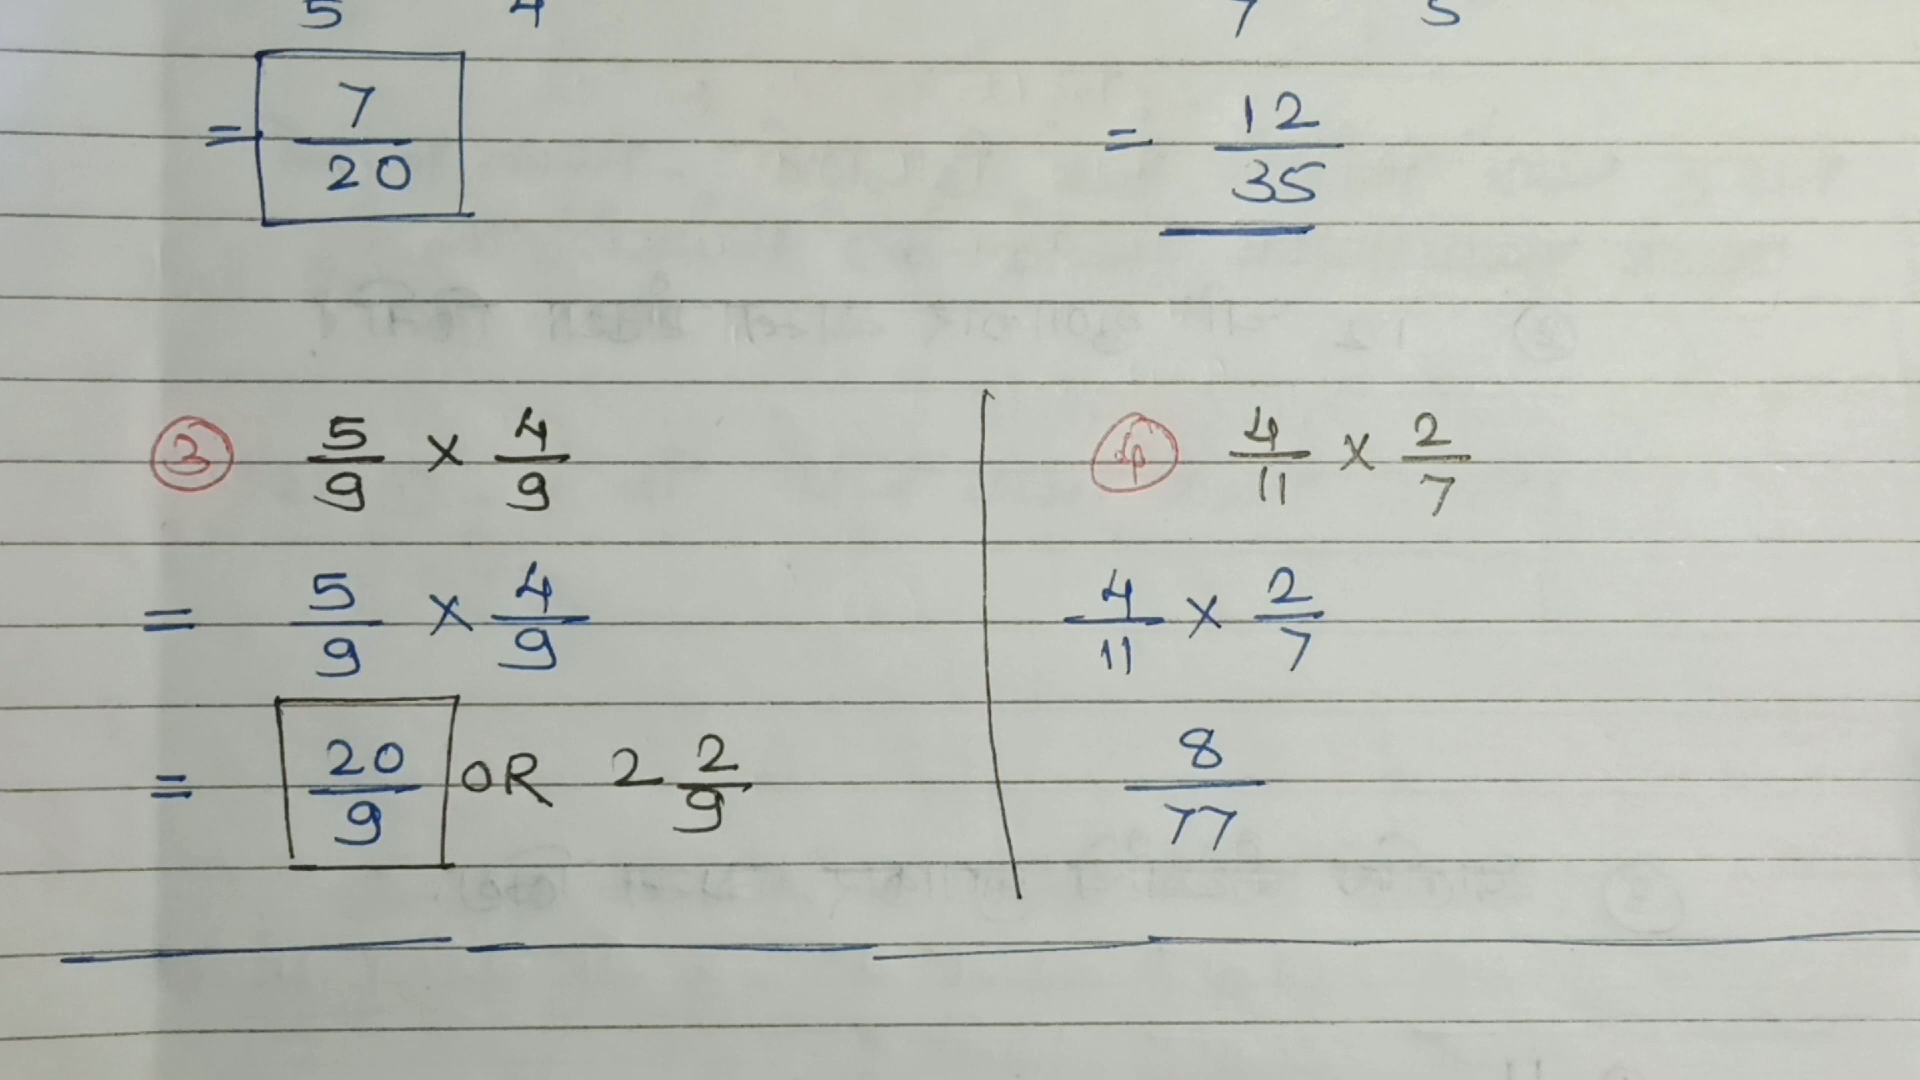 5 4
= 7/20
7 5
= 12/35
③ 5/9 × 4/9
= 5/9 × 4/9
= 20/9 OR 2 2/9
④ 4/11 × 2/7
4/11 × 2/7
8/77